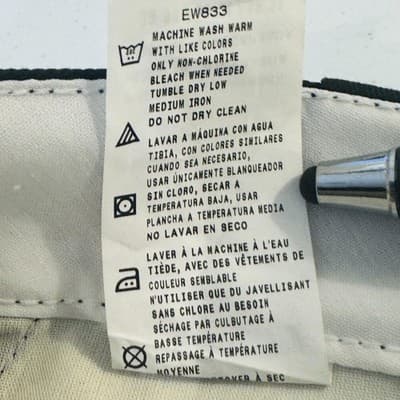 EW833
MACHINE WASH WARM
WITH LIKE COLORS
ONLY NON-CHLORINE
BLEACH WHEN NEEDED
TUMBLE DRY LOW
MEDIUM IRON
DO NOT DRY CLEAN
LAVAR A MÁQUINA CON AGUA
TIBIA, CON COLORES SIMILARES
CUANDO SEA NECESARIO,
USAR ÚNICAMENTE BLANQUEADOR
SIN CLORO, SECAR A
TEMPERATURA BAJA, USAR
PLANCHA A TEMPERATURA MEDIA
NO LAVAR EN SECO
LAVER À LA MACHINE À L'EAU
TIÈDE, AVEC DES VÊTEMENTS DE
COULEUR SEMBLABLE
N'UTILISER QUE DU JAVELLISANT
SANS CHLORE AU BESOIN
SÉCHAGE PAR CULBUTAGE À
BASSE TEMPÉRATURE
REPASSAGE À TEMPÉRATURE
MOYENNE
À SEC